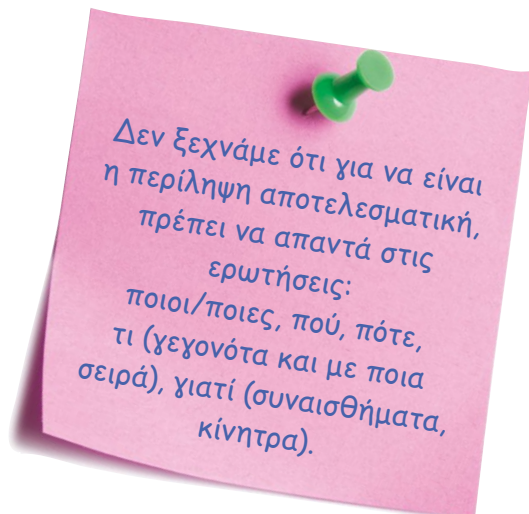 Δεν ξεχνάμε ότι για να είναι
η περίληψη αποτελεσματική,
πρέπει να απαντά στις
ερωτήσεις:
ποιοι/ποιες, πού, πότε,
τι (γεγονότα και με ποια
σειρά), γιατί (συναισθήματα,
κίνητρα).